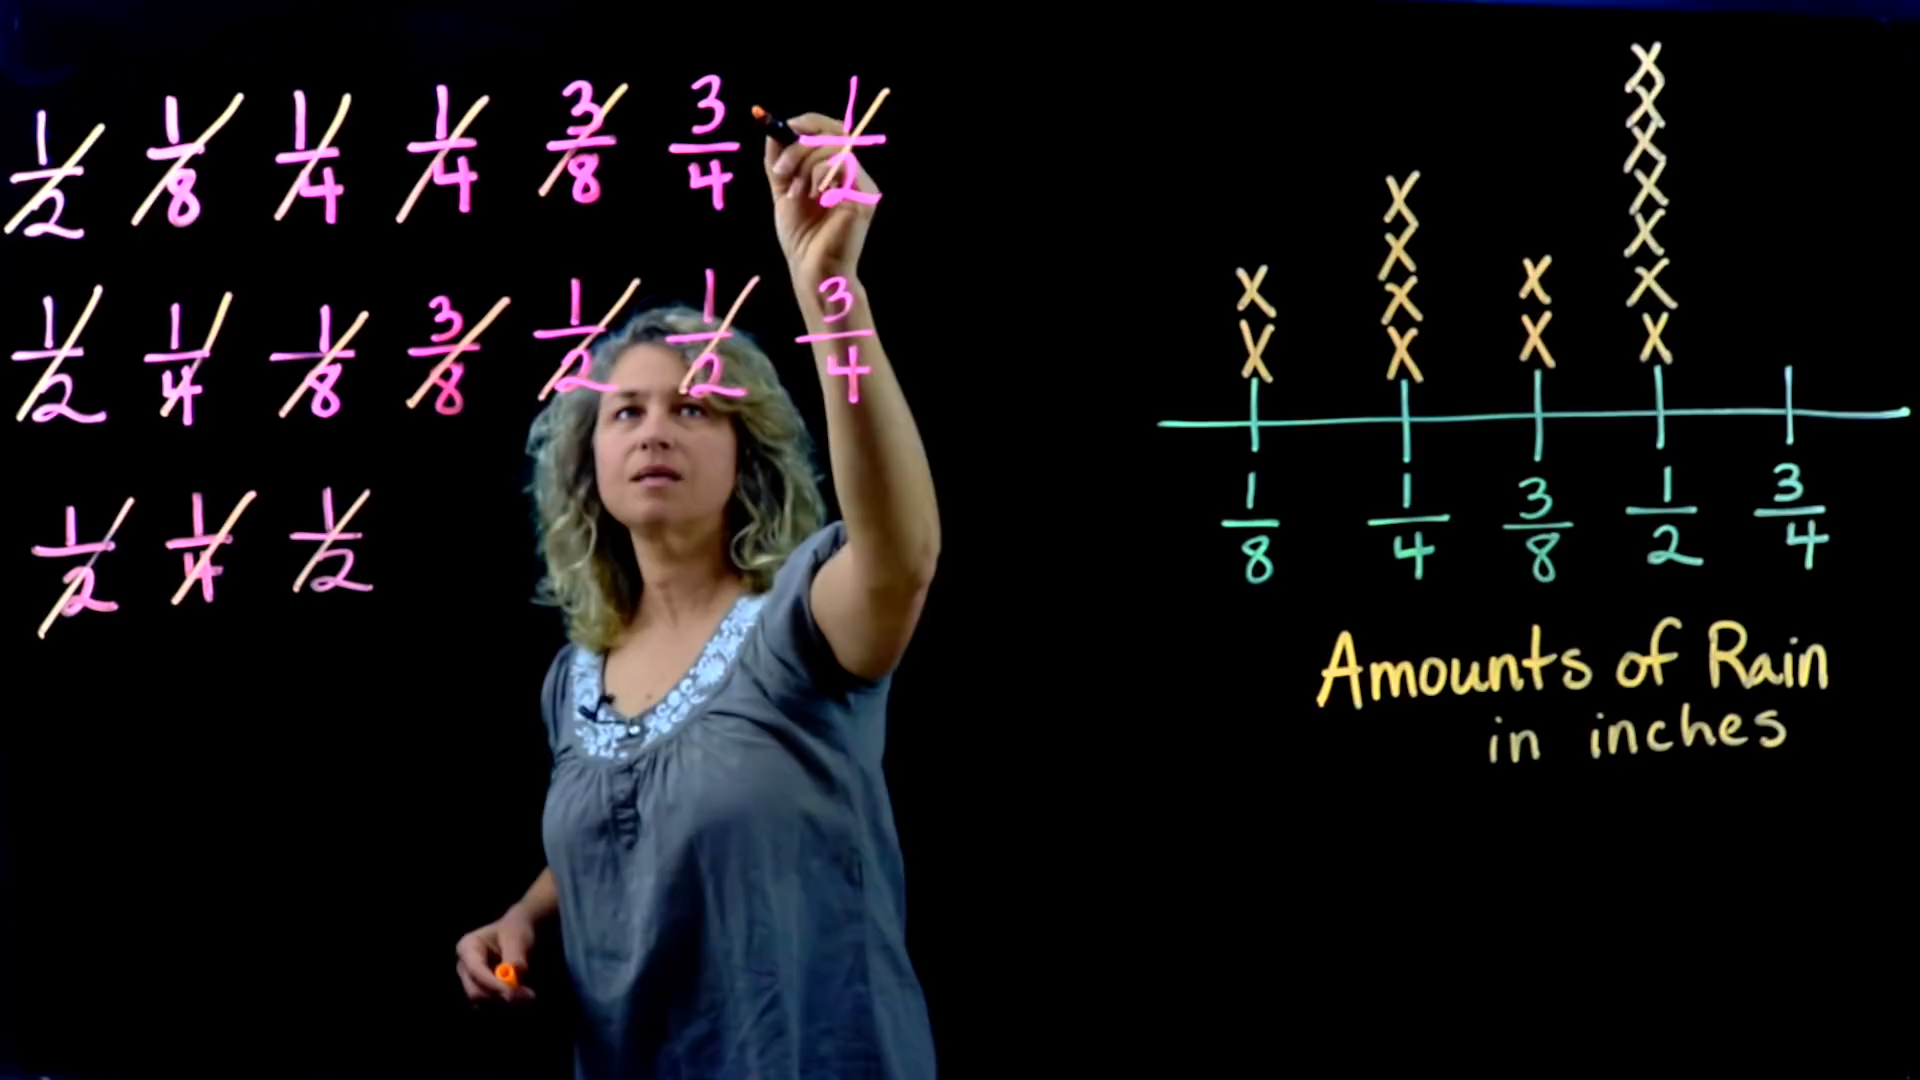 1/2 1/8 1/4 1/4 3/8 3/4 1/2
1/2 1/4 1/8 3/8 1/2 1/2 3/4
1/2 1/4 1/2
X
X
X
X X
X X
X X X X
X X X X
1/8 1/4 3/8 1/2 3/4
Amounts of Rain
in inches